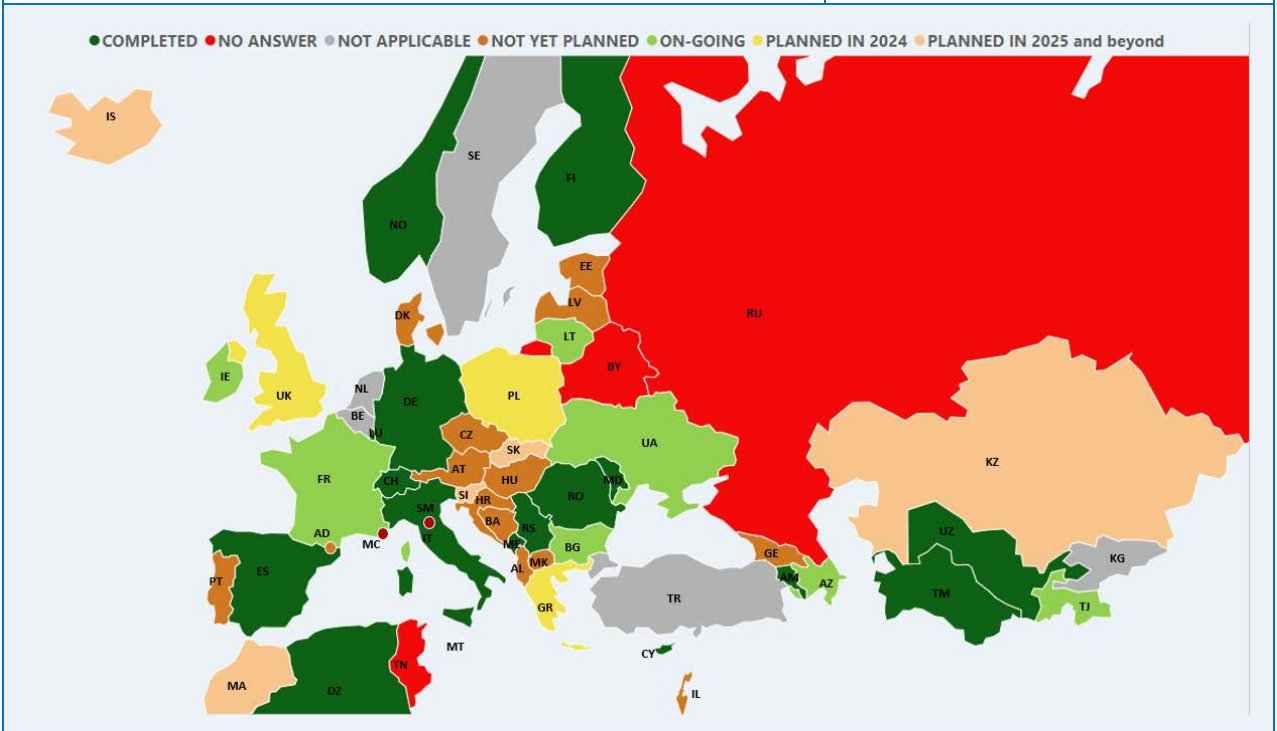 COMPLETED NO ANSWER NOT APPLICABLE NOT YET PLANNED ON-GOING PLANNED IN 2024 PLANNED IN 2025 and beyond
IS
SE
FI
NO
EE
LV
DK
LT
RU
BY
IE
NL
UK
PL
DE
BE
LU
CZ
UA
SK
KZ
FR
AT
CH
HU
MD
SI
HR
RO
SM
BA
RS
UZ
AD
MC
IT
ME
BG
GE
KG
PT
ES
AL
MK
AM
AZ
TM
TR
GR
TJ
MT
CY
TN
MA
DZ
IL